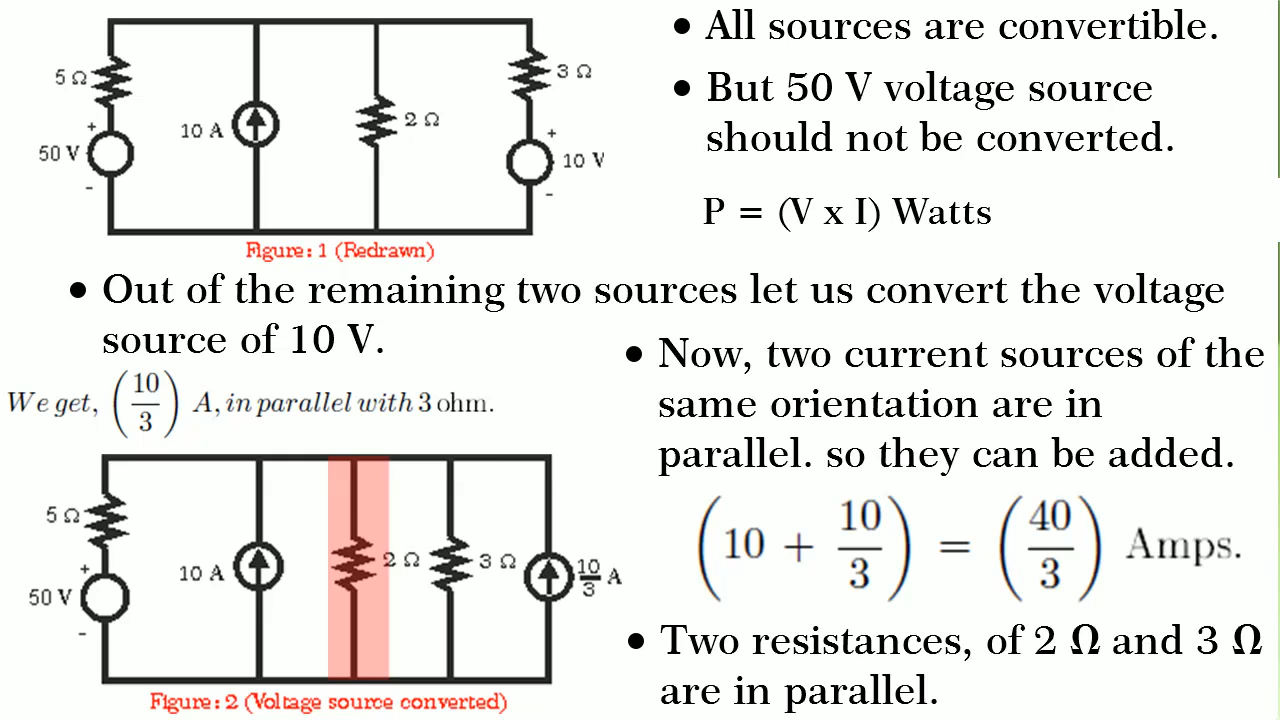 5 Ω
50 V
+
-
10 A
2 Ω
3 Ω
+
10 V
-
Figure: 1 (Redrawn)
• All sources are convertible.
• But 50 V voltage source
should not be converted.
P = (V x I) Watts
• Out of the remaining two sources let us convert the voltage
source of 10 V.
We get, (10/3) A, in parallel with 3 ohm.
• Now, two current sources of the
same orientation are in
parallel. so they can be added.
(10 + 10/3) = (40/3) Amps.
• Two resistances, of 2 Ω and 3 Ω
are in parallel.
5 Ω
+
50 V
-
10 A
2 Ω
3 Ω
10/3 A
Figure: 2 (Voltage source converted)